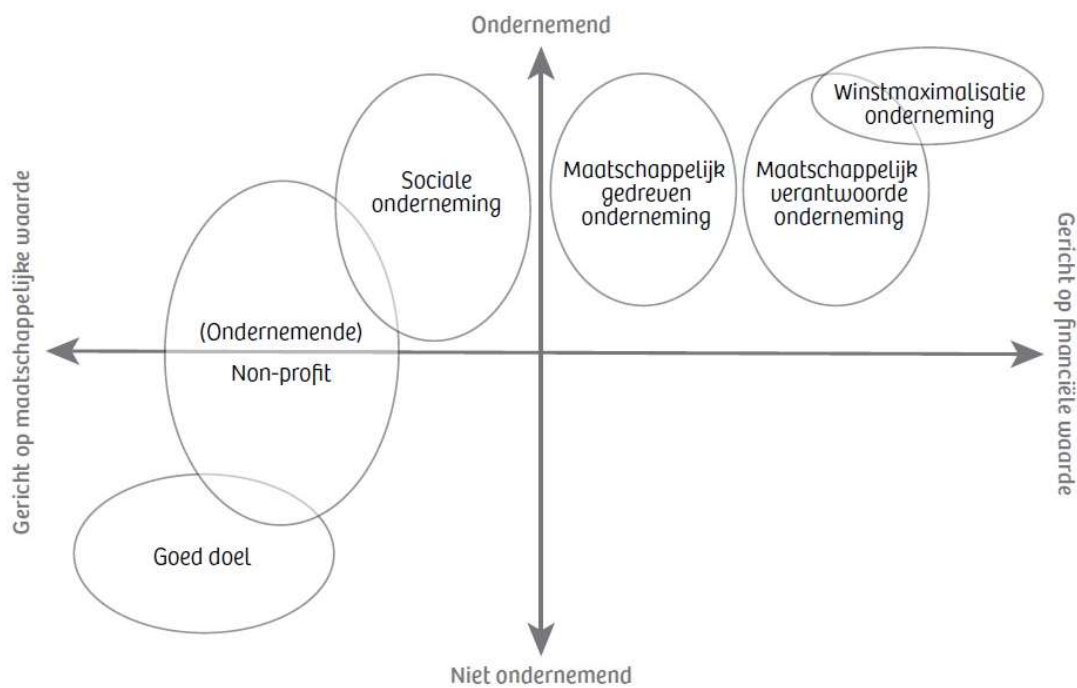 Ondernemend
Winstmaximalisatie
onderneming
Sociale
onderneming
Maatschappelijk
gedreven
onderneming
Maatschappelijk
verantwoorde
onderneming
Gericht op maatschappelijke waarde
Gericht op financiële waarde
(Ondernemende)
Non-profit
Goed doel
Niet ondernemend